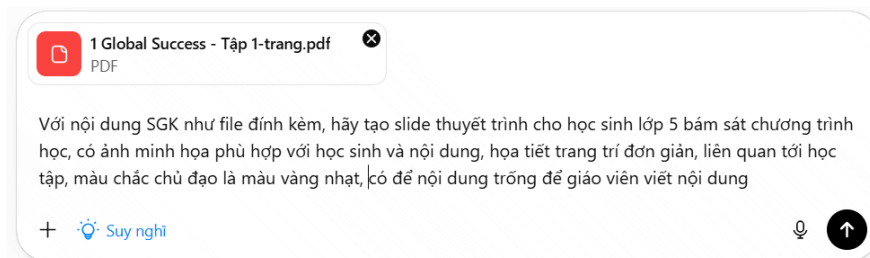 1 Global Success - Tập 1-trang.pdf
PDF
Với nội dung SGK như file đính kèm, hãy tạo slide thuyết trình cho học sinh lớp 5 bám sát chương trình
học, có ảnh minh họa phù hợp với học sinh và nội dung, họa tiết trang trí đơn giản, liên quan tới học
tập, màu chắc chủ đạo là màu vàng nhạt, có để nội dung trống để giáo viên viết nội dung
Suy nghĩ